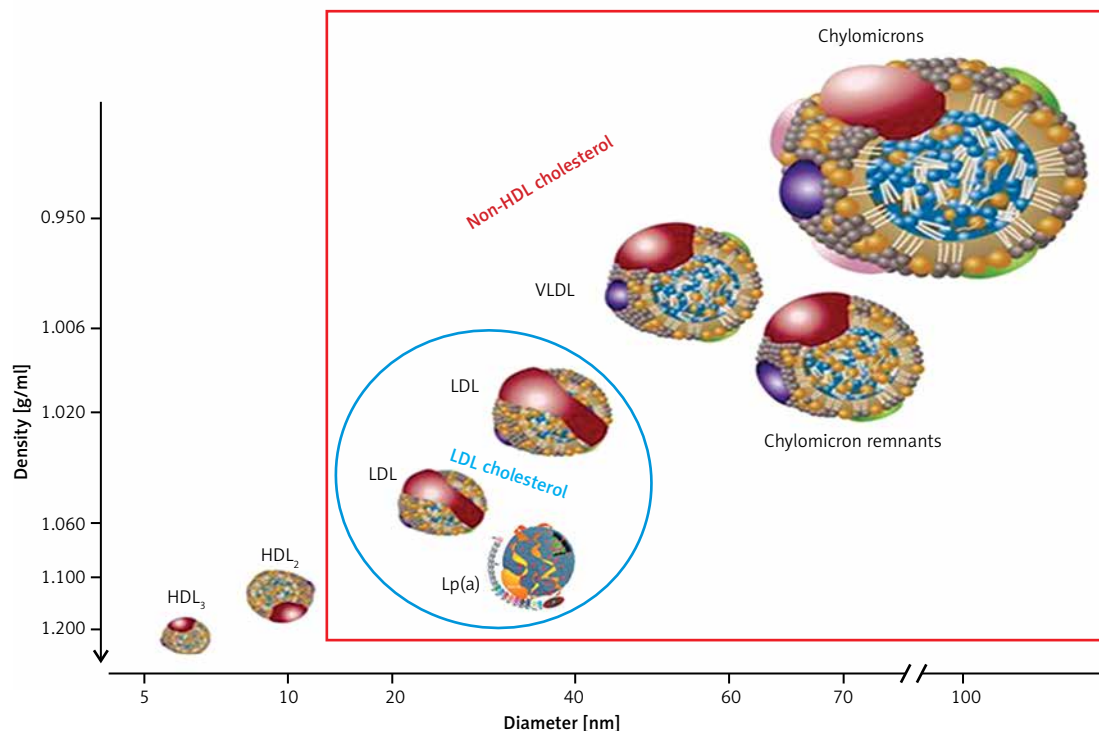 Chylomicrons
Non-HDL cholesterol
0.950
VLDL
1.006
LDL
1.020
Chylomicron remnants
LDL cholesterol
LDL
Density [g/ml]
1.060
HDL₂
1.100
Lp(a)
HDL₃
1.200
5 10 20 40 60 70 100
Diameter [nm]